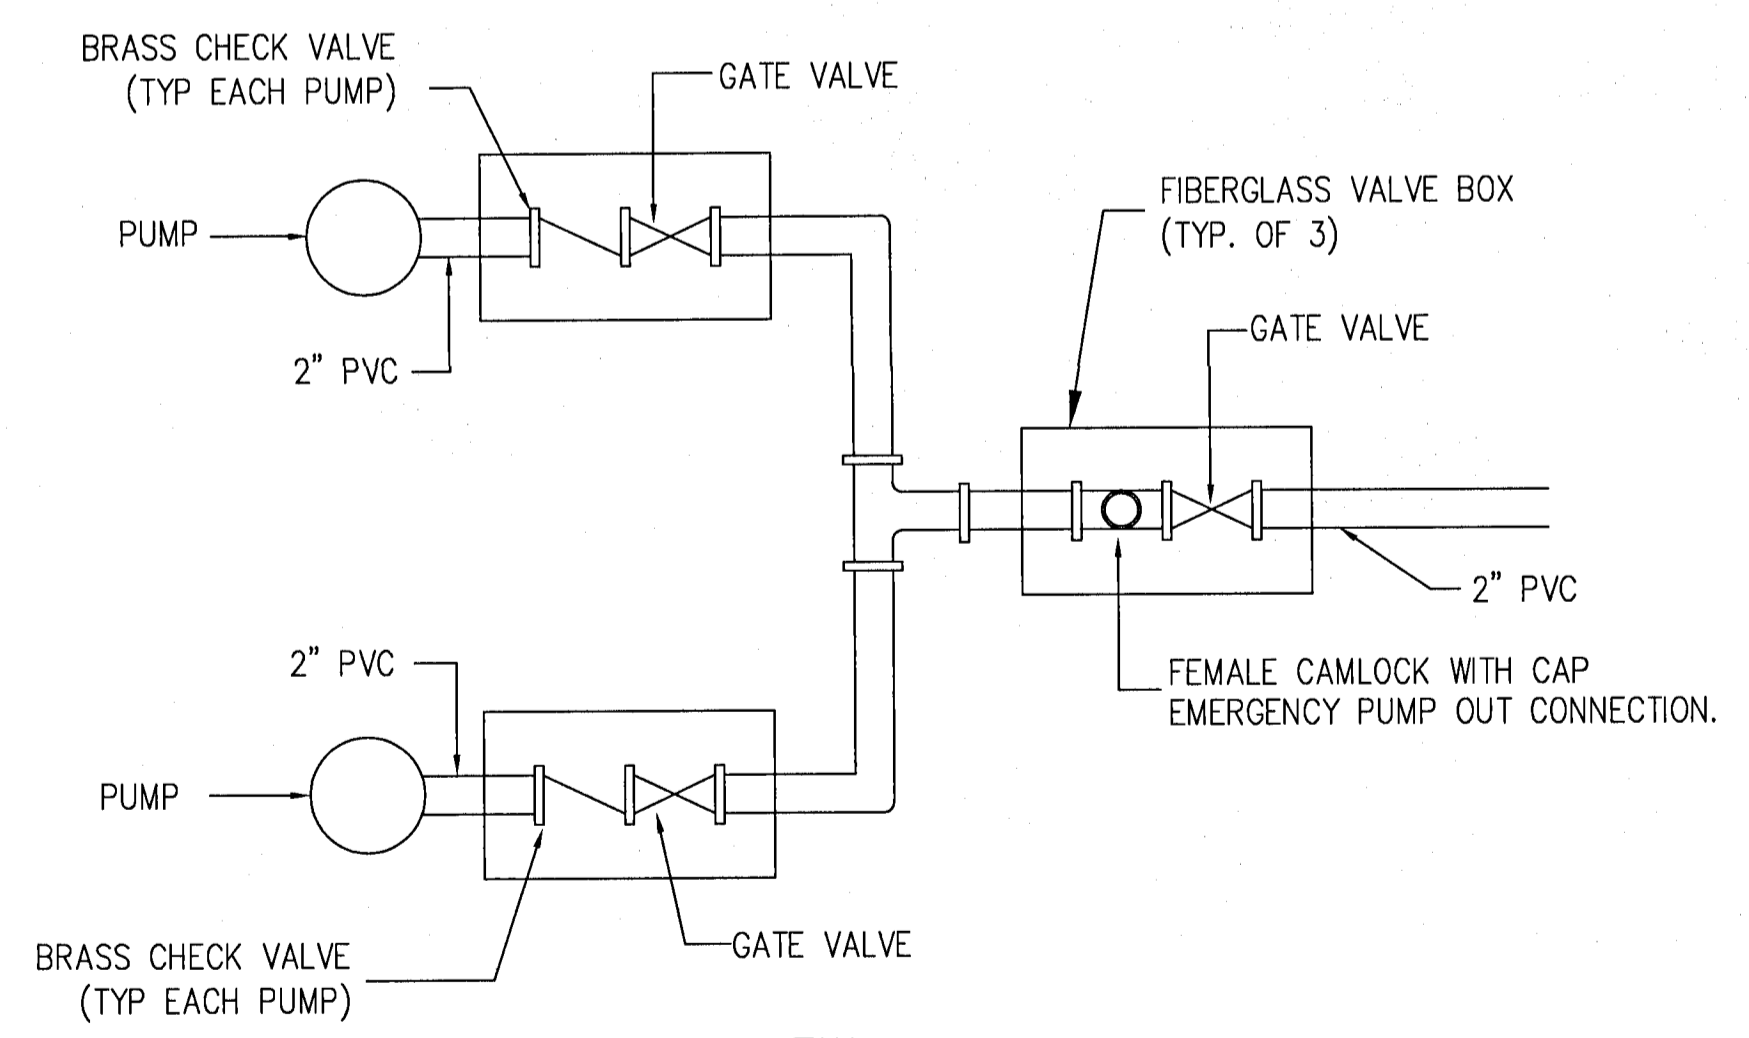 BRASS CHECK VALVE
(TYP EACH PUMP)
GATE VALVE
PUMP
2" PVC
FIBERGLASS VALVE BOX
(TYP. OF 3)
GATE VALVE
2" PVC
FEMALE CAMLOCK WITH CAP
EMERGENCY PUMP OUT CONNECTION.
2" PVC
PUMP
GATE VALVE
BRASS CHECK VALVE
(TYP EACH PUMP)